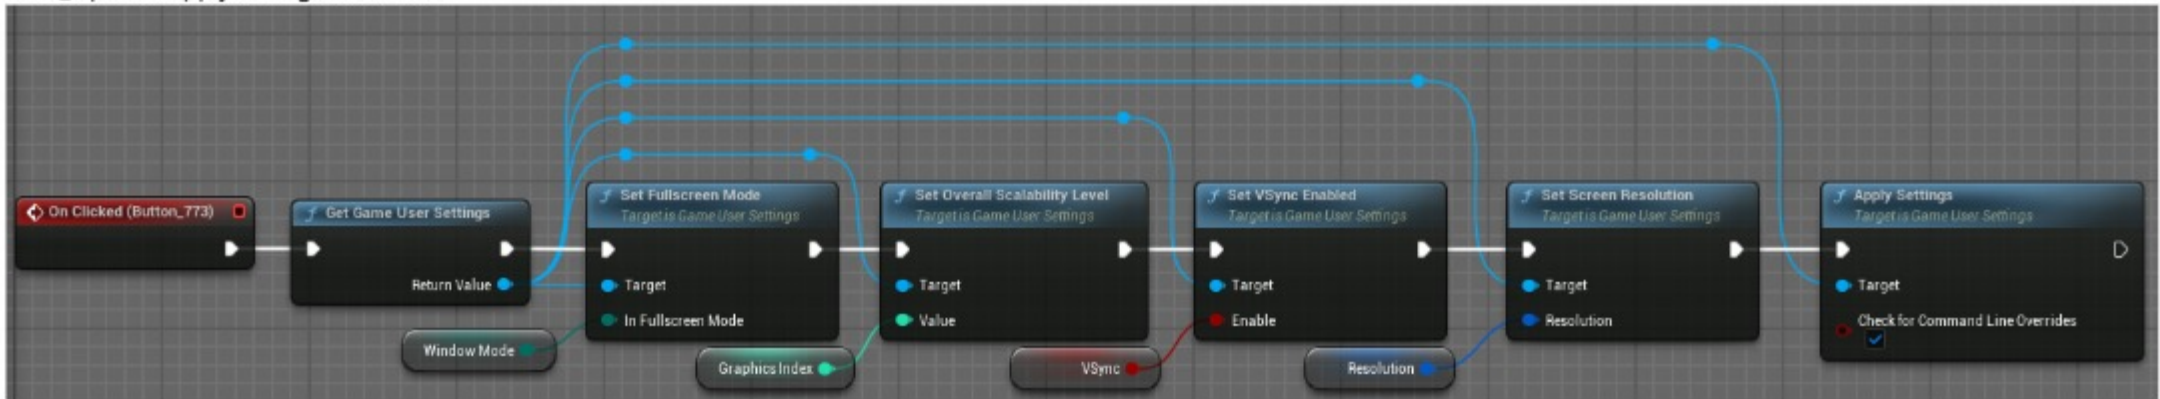 On Clicked (Button_773)
Get Game User Settings
Return Value
Window Mode
Set Fullscreen Mode
Target is Game User Settings
Target
In Fullscreen Mode
Graphics Index
Set Overall Scalability Level
Target is Game User Settings
Target
Value
VSync
Set VSync Enabled
Target is Game User Settings
Target
Enable
Resolution
Set Screen Resolution
Target is Game User Settings
Target
Resolution
Apply Settings
Target is Game User Settings
Target
Check for Command Line Overrides